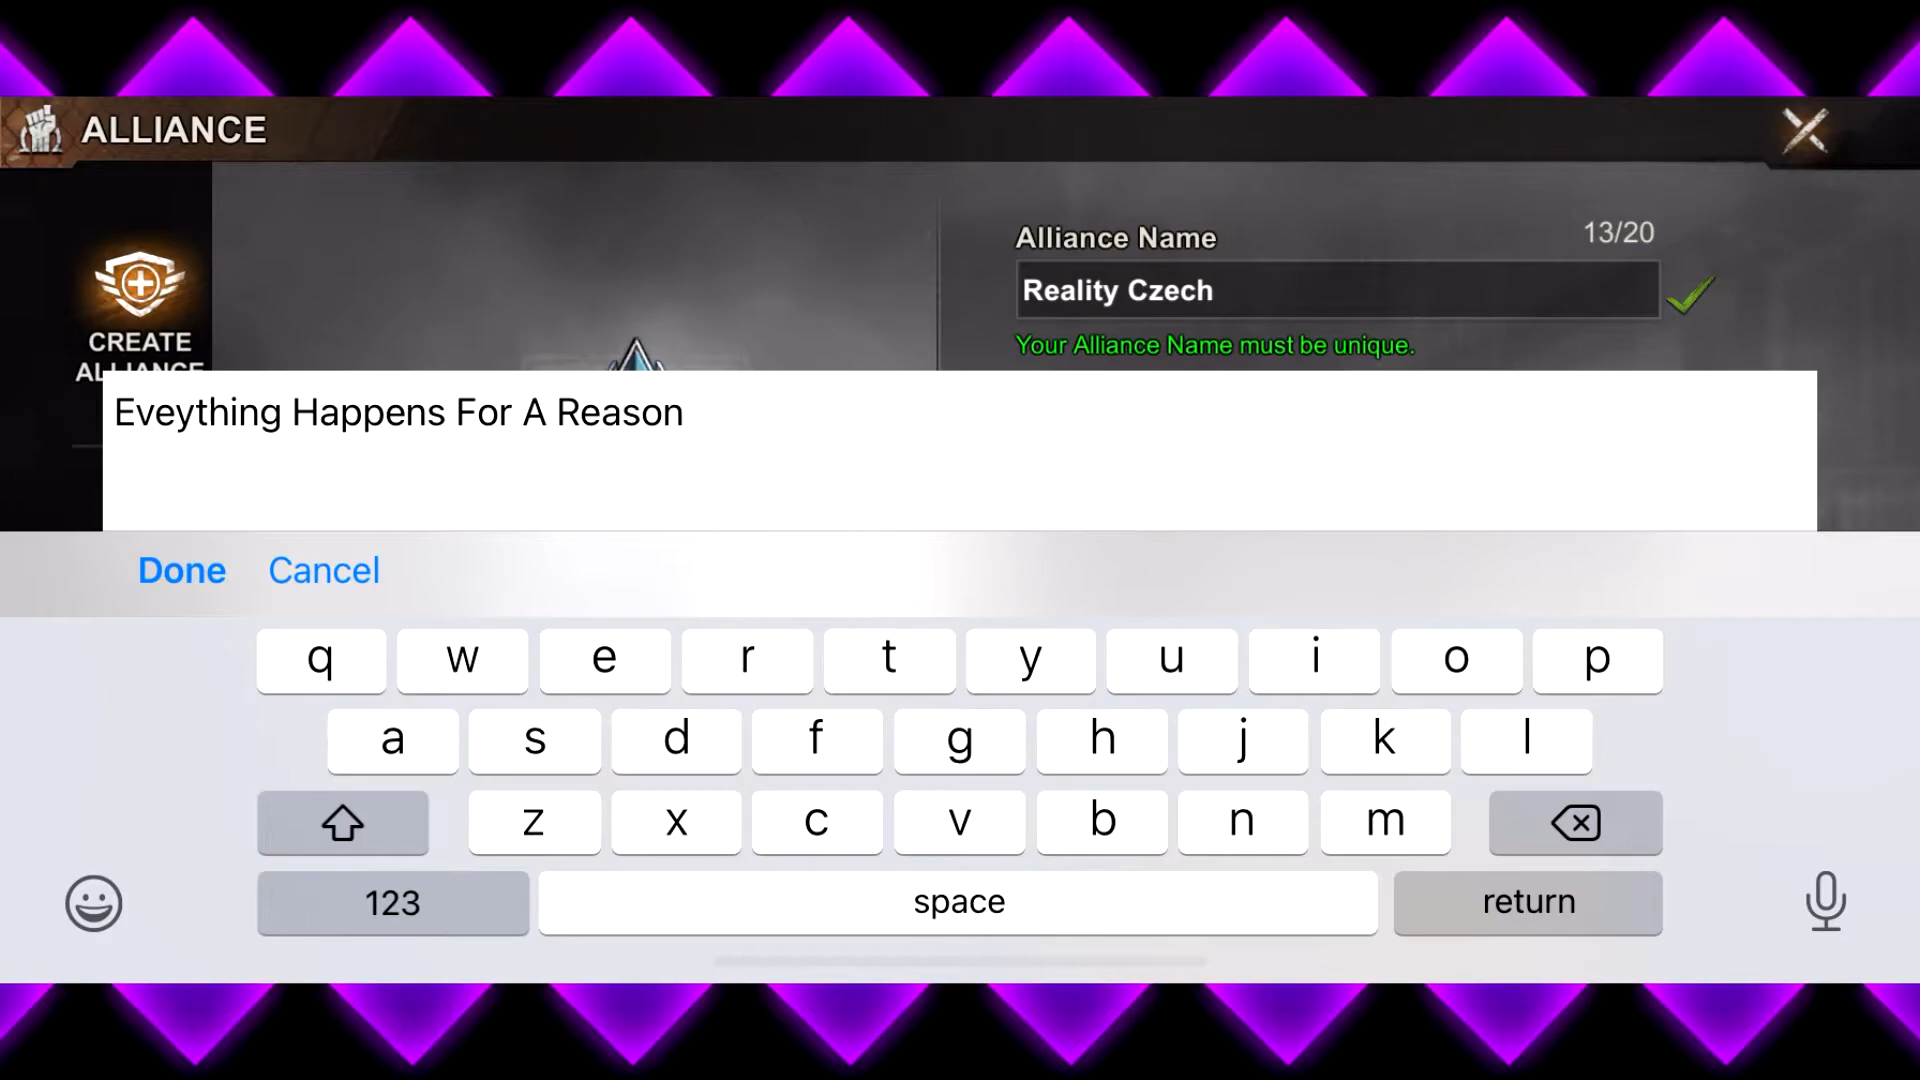 ALLIANCE
CREATE
ALLIANCE
Alliance Name
13/20
Reality Czech
Your Alliance Name must be unique.
Eveything Happens For A Reason
Done
Cancel
q w e r t y u i o p
a s d f g h j k l
z x c v b n m
123
space
return